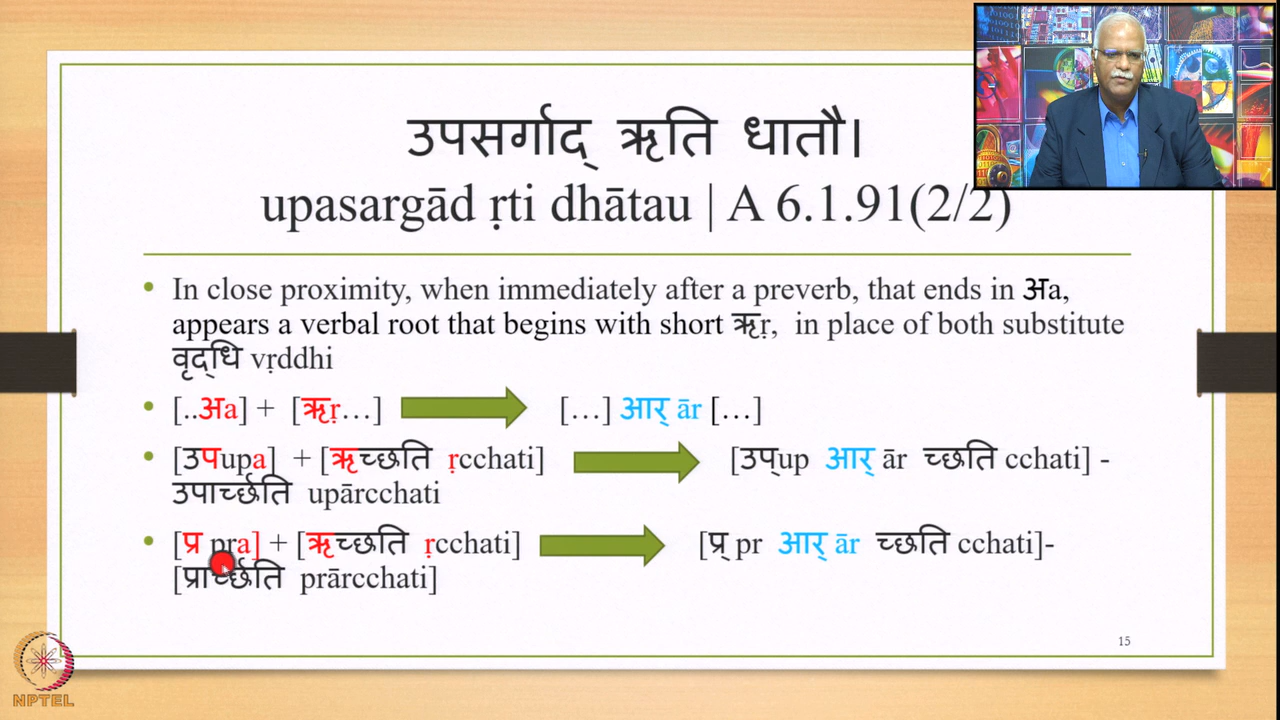 उपसर्गाद् ऋति धातौ।
upasargād ṛti dhātau | A 6.1.91(2/2)
• In close proximity, when immediately after a preverb, that ends in अa,
appears a verbal root that begins with short ऋṛ, in place of both substitute
वृद्धि vṛddhi
• [..अa] + [ऋṛ…] […] आर् ār […]
• [उपupa] + [ऋच्छति ṛcchati] [उप्up आर् ār च्छति cchati] -
उपार्च्छति upārcchati
• [प्र pra] + [ऋच्छति ṛcchati] [प्र् pr आर् ār च्छति cchati]-
[प्रार्च्छति prārcchati]
15
NPTEL